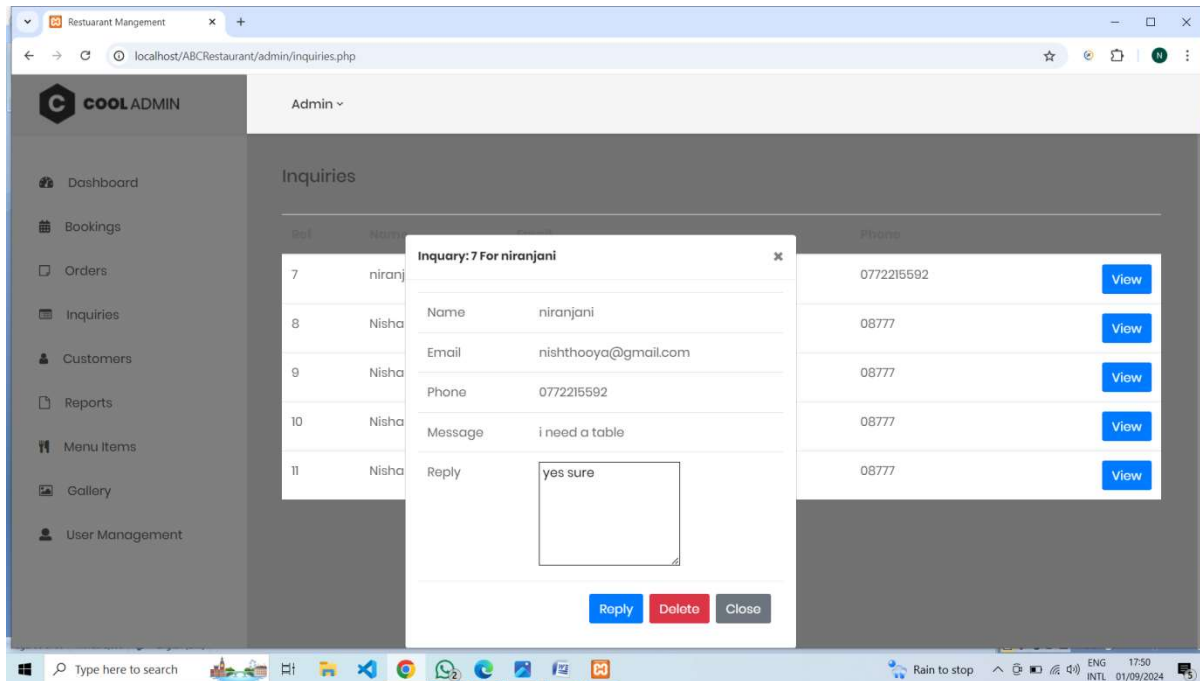 Restuarant Mangement
localhost/ABCRestaurant/admin/inquiries.php
N
C COOL ADMIN
Admin
Dashboard
Bookings
Orders
Inquiries
Customers
Reports
Menu Items
Gallery
User Management
Inquiries
Ref Name Email Phone
7 niranj 0772215592 View
8 Nisha 08777 View
9 Nisha 08777 View
10 Nisha 08777 View
11 Nisha 08777 View
Inquary: 7 For niranjani
Name niranjani
Email nishthooya@gmail.com
Phone 0772215592
Message i need a table
Reply yes sure
Reply Delete Close
Type here to search
Rain to stop
ENG
INTL
17:50
01/09/2024